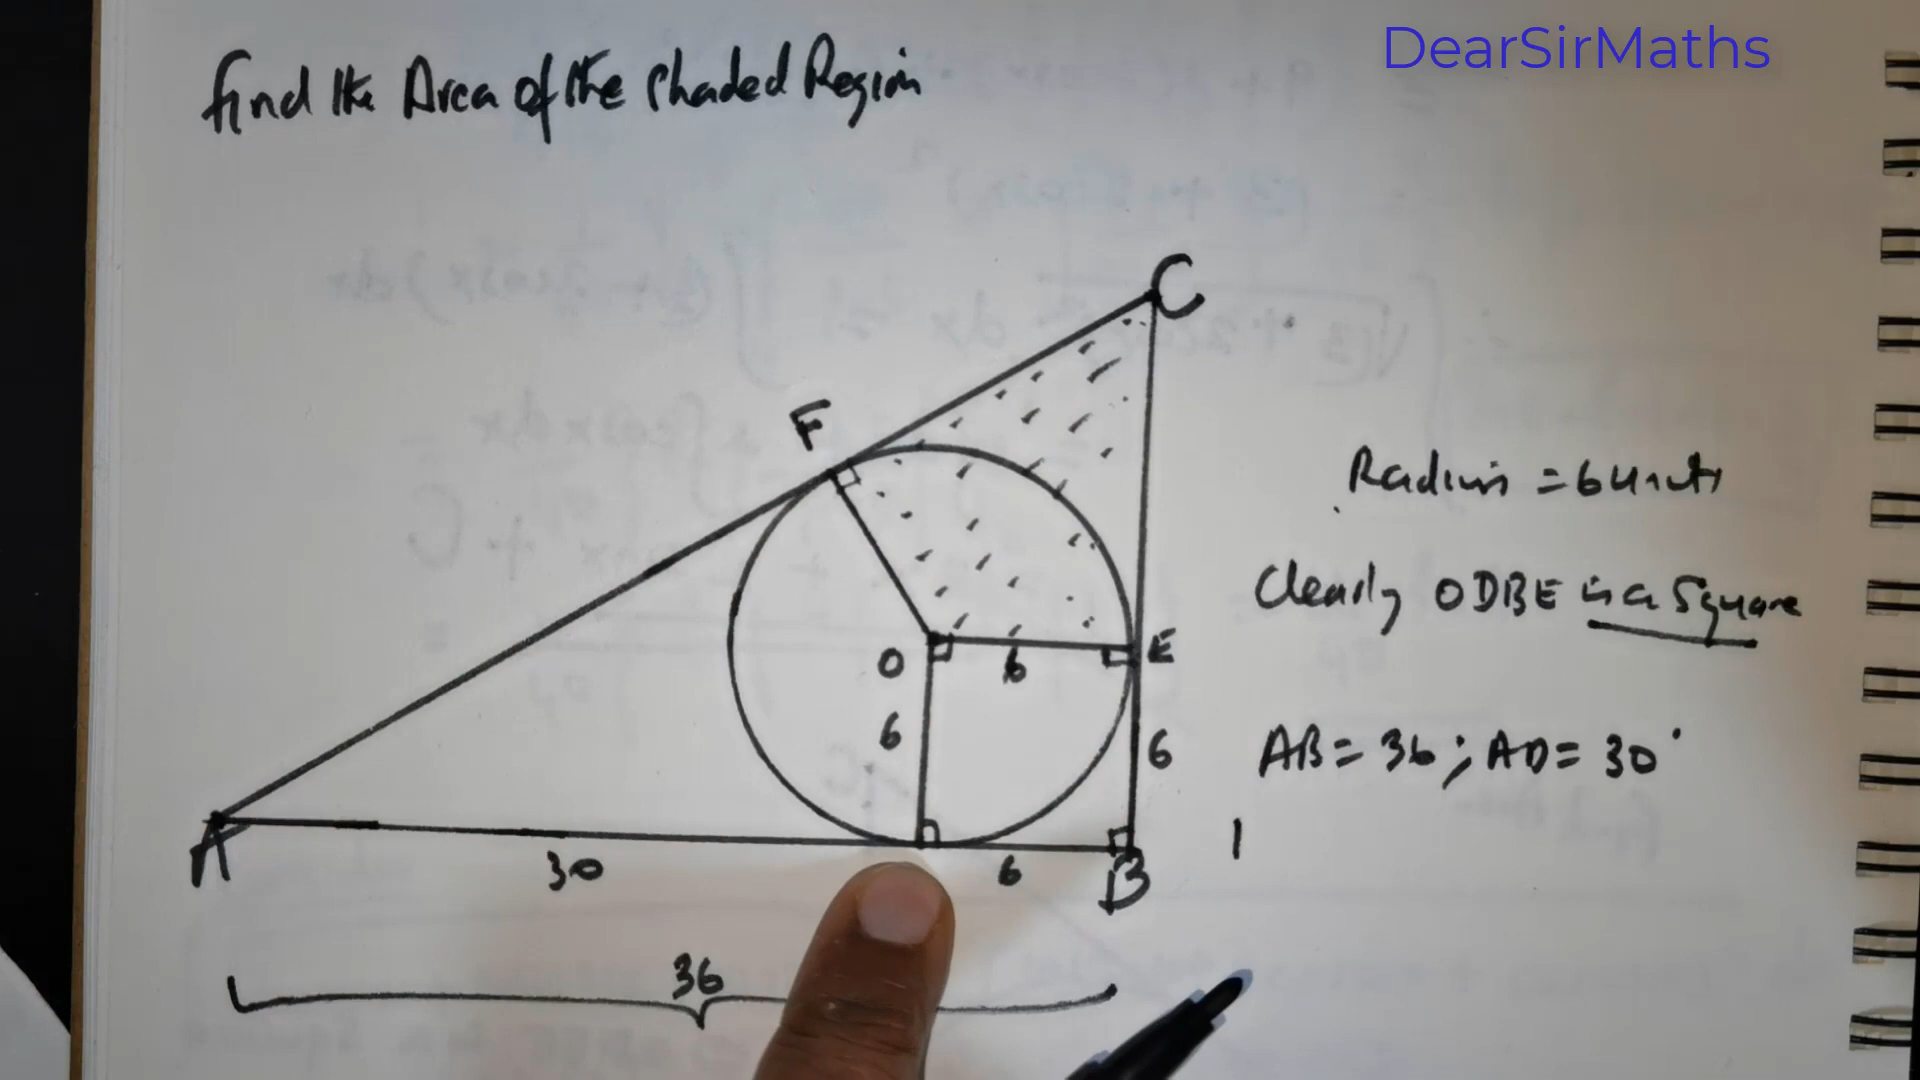 DearSirMaths
Find the Area of the Shaded Region
C
F
Radius = 6 units
Clearly ODBE is a Square
O
6
E
6
6
AB = 36 ; AD = 30
A
30
6
B
36